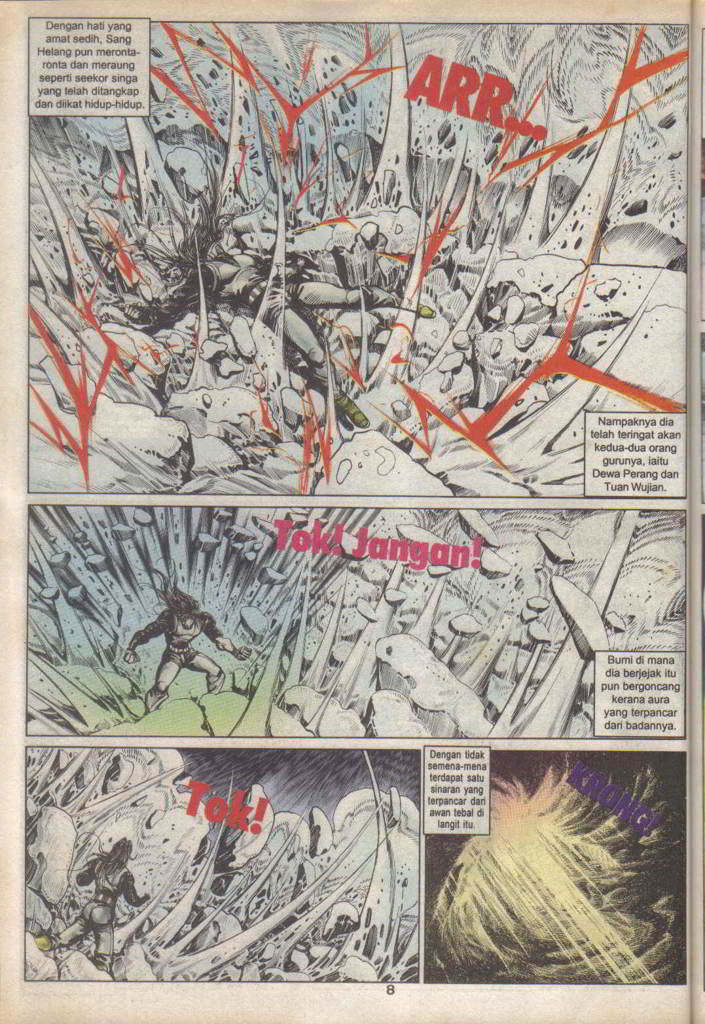 Dengan hati yang
amat sedih, Sang
Helang pun meronta-
ronta dan meraung
seperti seekor singa
yang telah ditangkap
dan diikat hidup-hidup.
ARR...
Nampaknya dia
telah teringat akan
kedua-dua orang
gurunya, iaitu
Dewa Perang dan
Tuan Wujian.
Tok! Jangan!
Bumi di mana
dia berjejak itu
pun bergoncang
kerana aura
yang terpancar
dari badannya.
Tok!
Dengan tidak
semena-mena
terdapat satu
sinaran yang
terpancar dari
awan tebal di
langit itu.
KRONG!
8